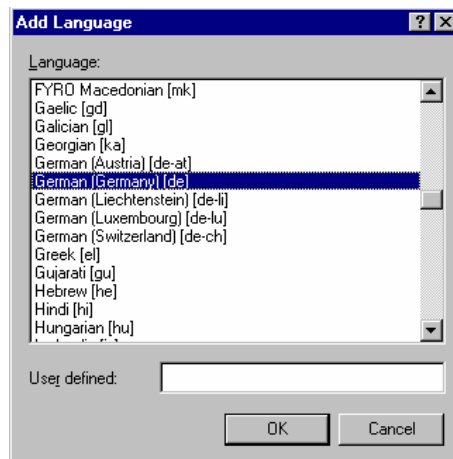 Add Language
Language:
FYRO Macedonian [mk]
Gaelic [gd]
Galician [gl]
Georgian [ka]
German (Austria) [de-at]
German (Germany) [de]
German (Liechtenstein) [de-li]
German (Luxembourg) [de-lu]
German (Switzerland) [de-ch]
Greek [el]
Gujarati [gu]
Hebrew [he]
Hindi [hi]
Hungarian [hu]
User defined:
OK Cancel